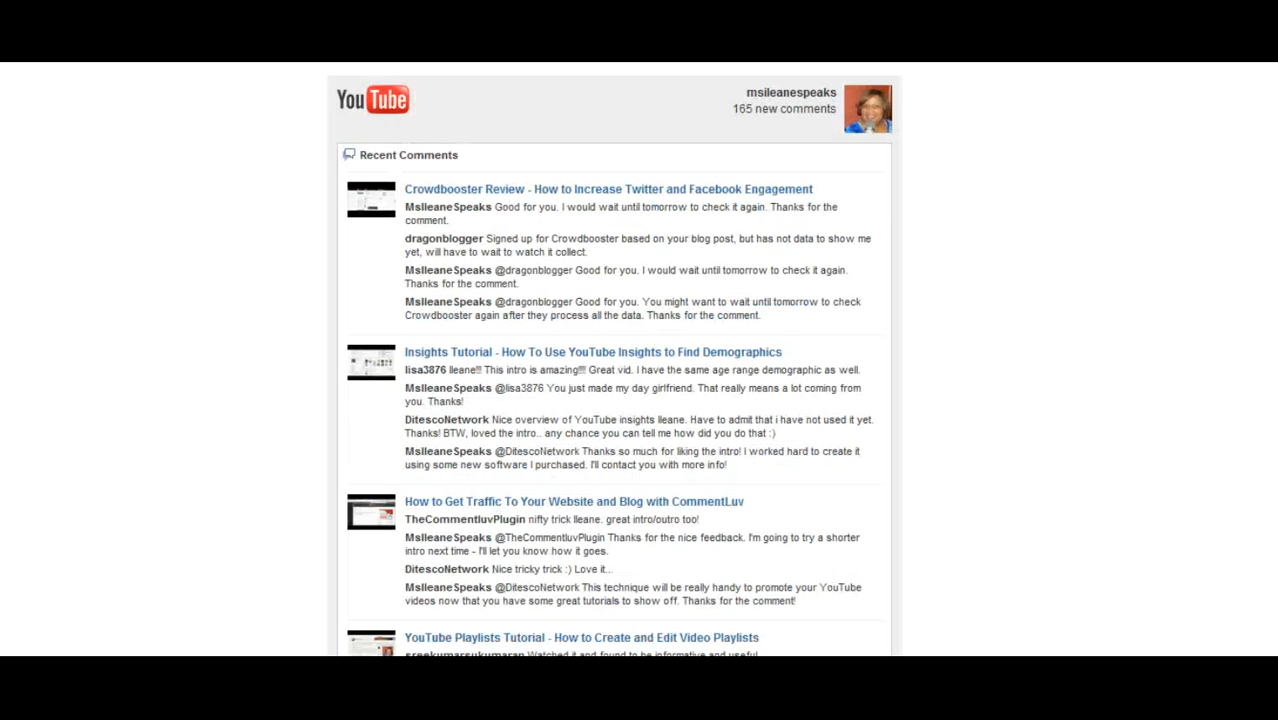 YouTube
msileanespeaks
165 new comments
Recent Comments
Crowdbooster Review - How to Increase Twitter and Facebook Engagement
MsIleaneSpeaks Good for you. I would wait until tomorrow to check it again. Thanks for the
comment.
dragonblogger Signed up for Crowdbooster based on your blog post, but has not data to show me
yet, will have to wait to watch it collect.
MsIleaneSpeaks @dragonblogger Good for you. I would wait until tomorrow to check it again.
Thanks for the comment.
MsIleaneSpeaks @dragonblogger Good for you. You might want to wait until tomorrow to check
Crowdbooster again after they process all the data. Thanks for the comment.
Insights Tutorial - How To Use YouTube Insights to Find Demographics
lisa3876 Ileane!! This intro is amazing!!! Great vid. I have the same age range demographic as well.
MsIleaneSpeaks @lisa3876 You just made my day girlfriend. That really means a lot coming from
you. Thanks!
DitescoNetwork Nice overview of YouTube insights Ileane. Have to admit that i have not used it yet.
Thanks! BTW, loved the intro.. any chance you can tell me how did you do that :)
MsIleaneSpeaks @DitescoNetwork Thanks so much for liking the intro! I worked hard to create it
using some new software I purchased. I'll contact you with more info!
How to Get Traffic To Your Website and Blog with CommentLuv
TheCommentluvPlugin nifty trick Ileane. great intro/outro too!
MsIleaneSpeaks @TheCommentluvPlugin Thanks for the nice feedback. I'm going to try a shorter
intro next time - I'll let you know how it goes.
DitescoNetwork Nice tricky trick :) Love it...
MsIleaneSpeaks @DitescoNetwork This technique will be really handy to promote your YouTube
videos now that you have some great tutorials to show off. Thanks for the comment!
YouTube Playlists Tutorial - How to Create and Edit Video Playlists
sreekumarsukumaran Watched it and found to be informative and useful